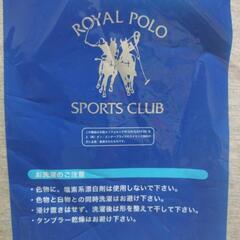 ROYAL POLO
SPORTS CLUB
お洗濯のご注意
・色物に、塩素系漂白剤は使用しないで下さい。
・色物と白物との同時洗濯はお避け下さい。
・浸け置きはせず、洗濯後は形を整えて干して下さい。
・タンブラー乾燥はお避け下さい。